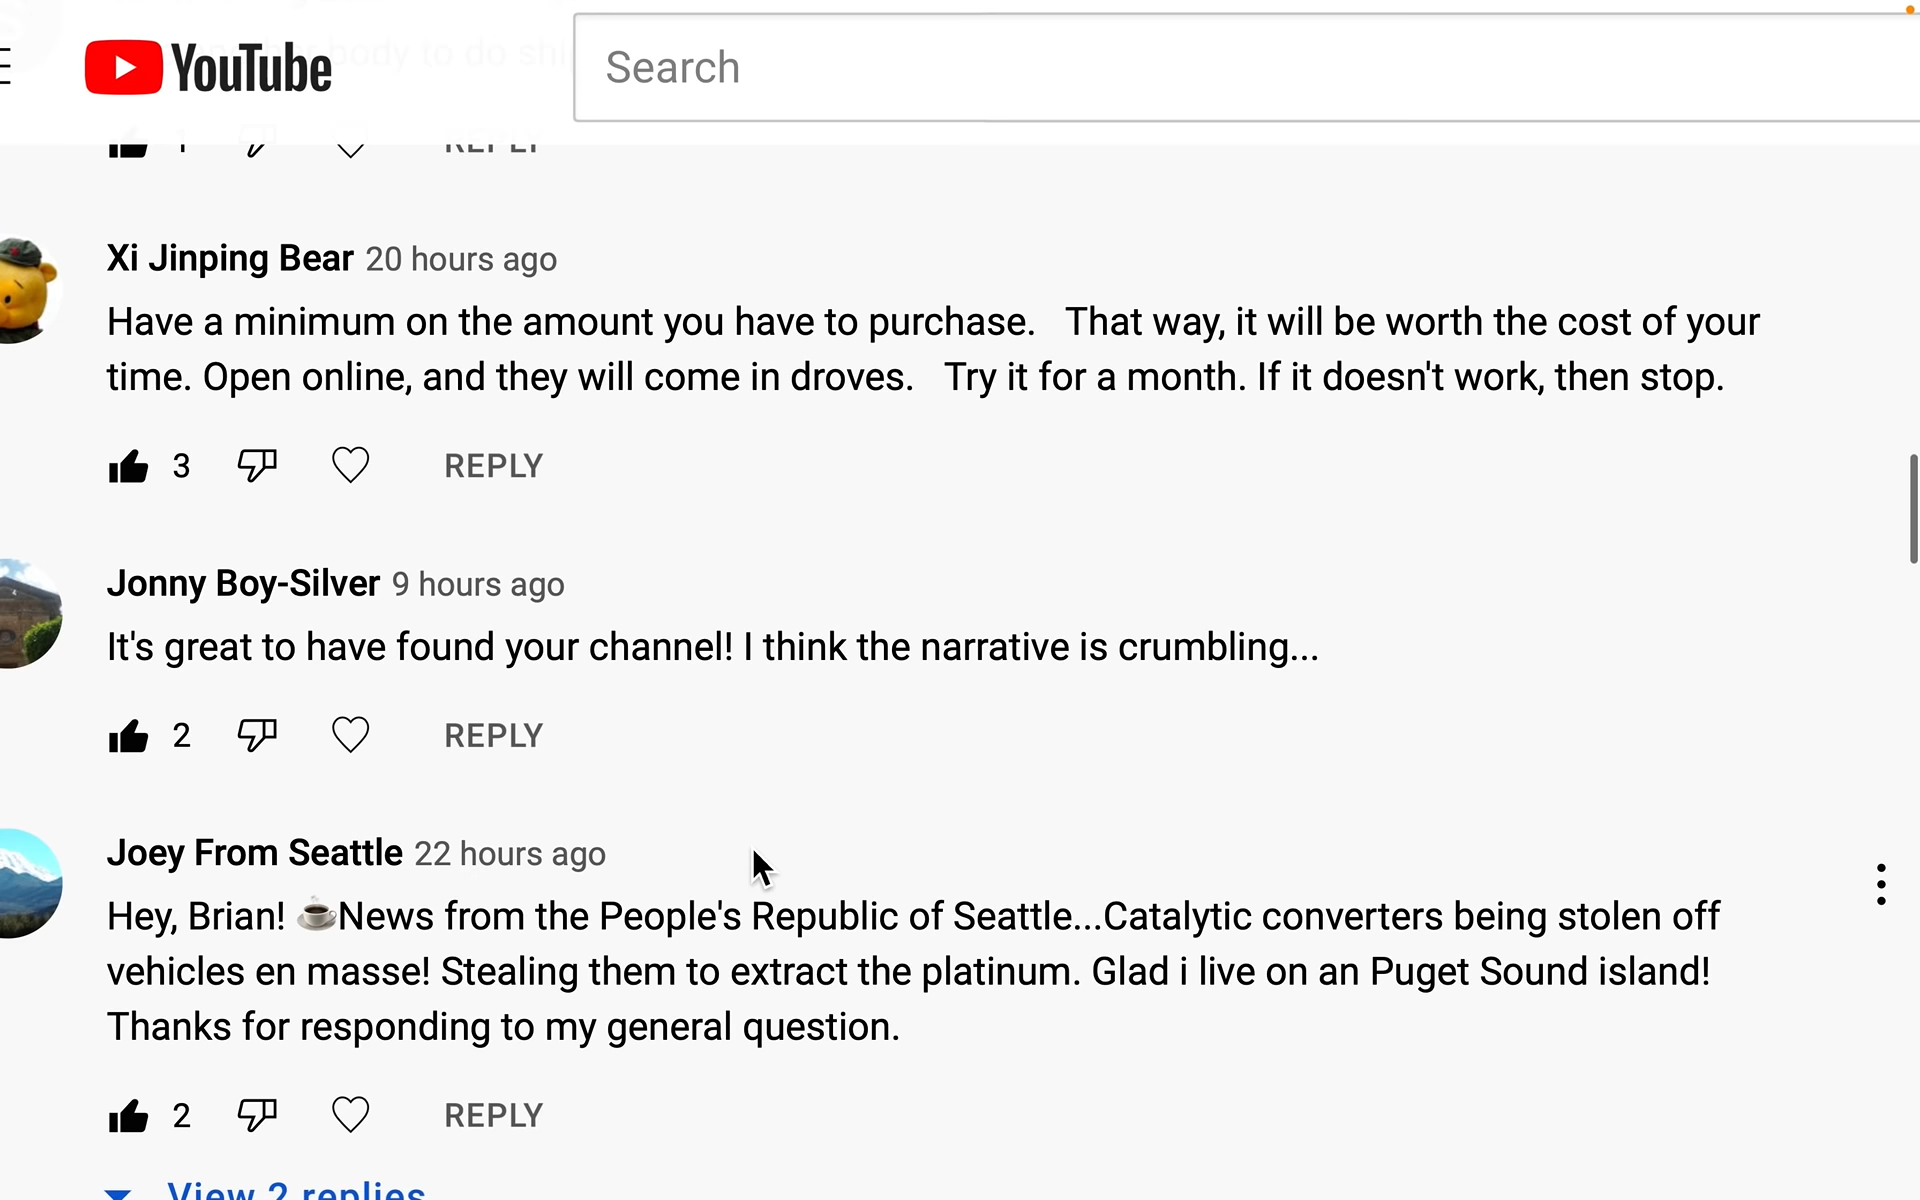 YouTube
Search
1 REPLY
Xi Jinping Bear 20 hours ago
Have a minimum on the amount you have to purchase.   That way, it will be worth the cost of your
time. Open online, and they will come in droves.   Try it for a month. If it doesn't work, then stop.
3 REPLY
Jonny Boy-Silver 9 hours ago
It's great to have found your channel! I think the narrative is crumbling...
2 REPLY
Joey From Seattle 22 hours ago
Hey, Brian! ☕News from the People's Republic of Seattle...Catalytic converters being stolen off
vehicles en masse! Stealing them to extract the platinum. Glad i live on an Puget Sound island!
Thanks for responding to my general question.
2 REPLY
View 2 replies